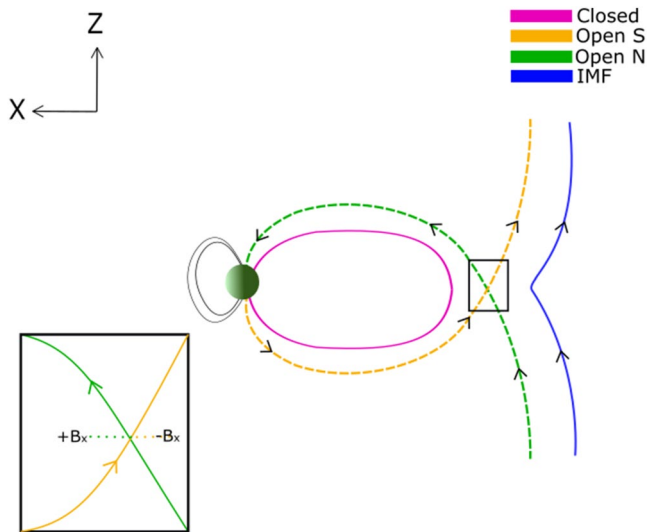 Z
X
Closed
Open S
Open N
IMF
+Bₓ
-Bₓ